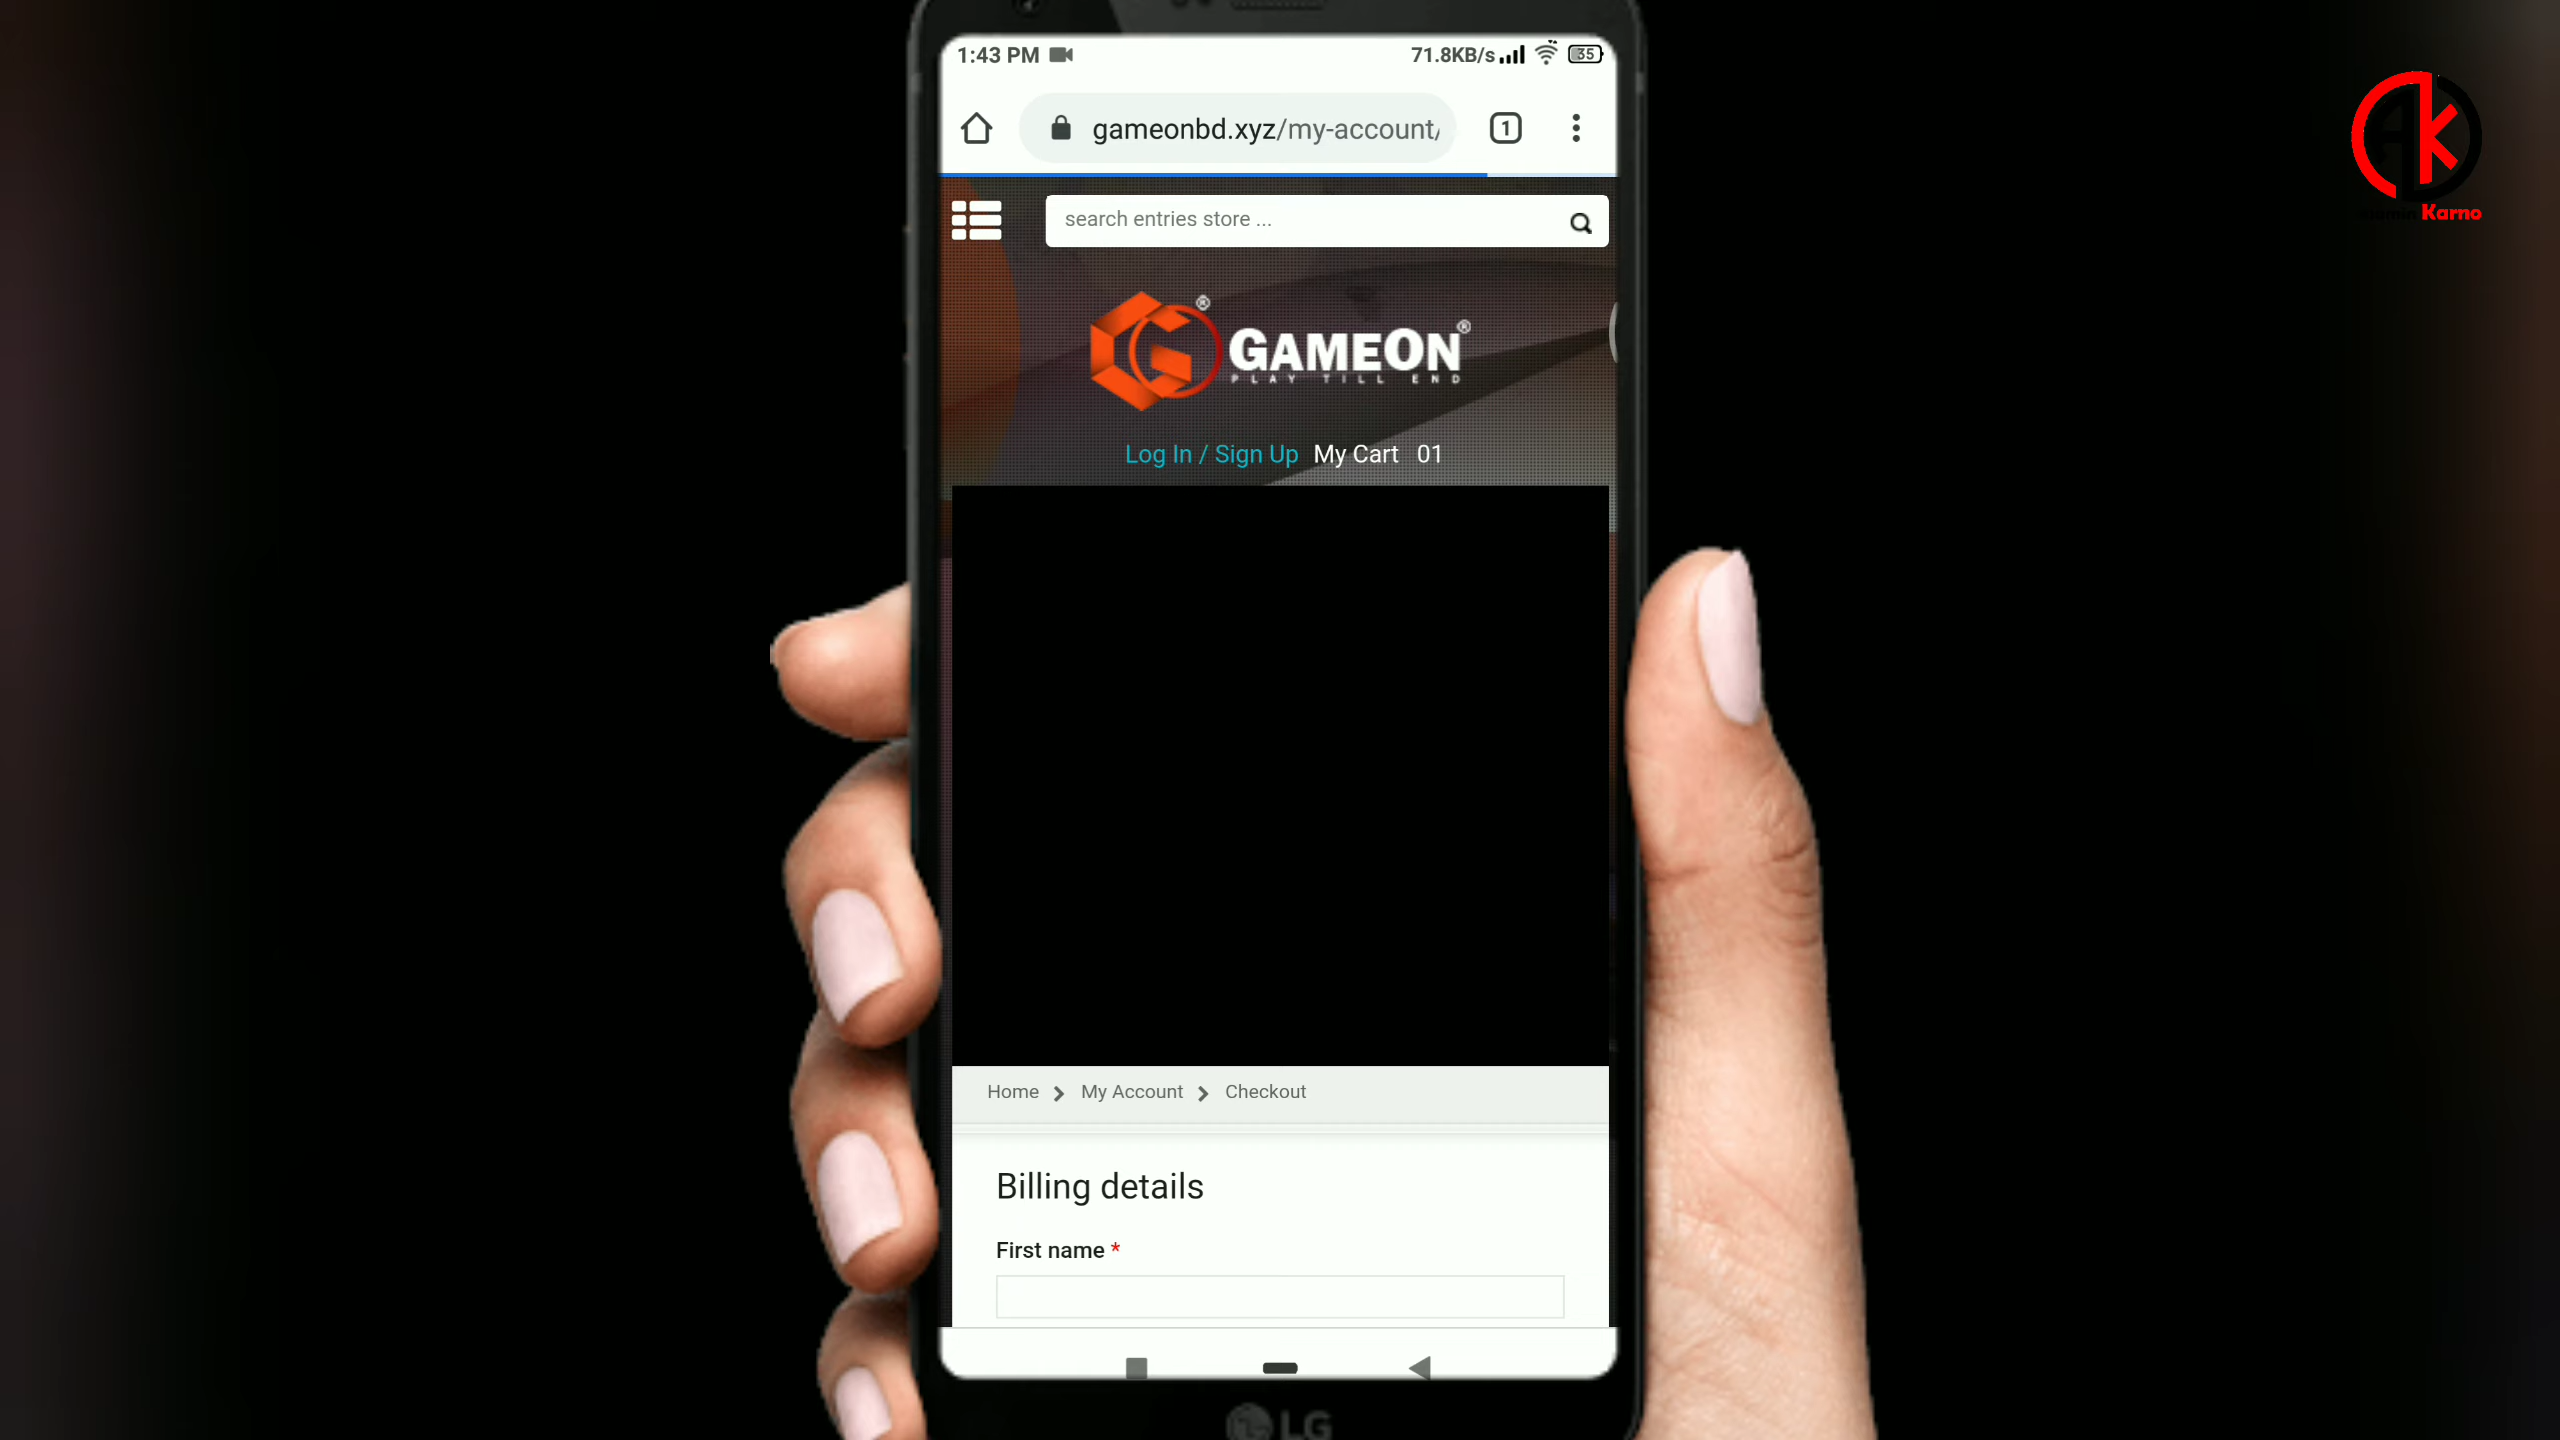 1:43 PM
71.8KB/s
35
gameonbd.xyz/my-account/
1
search entries store ...
GAMEON®
PLAY TILL END
Log In / Sign Up My Cart 01
Home > My Account > Checkout
Billing details
First name *
LG
Karno